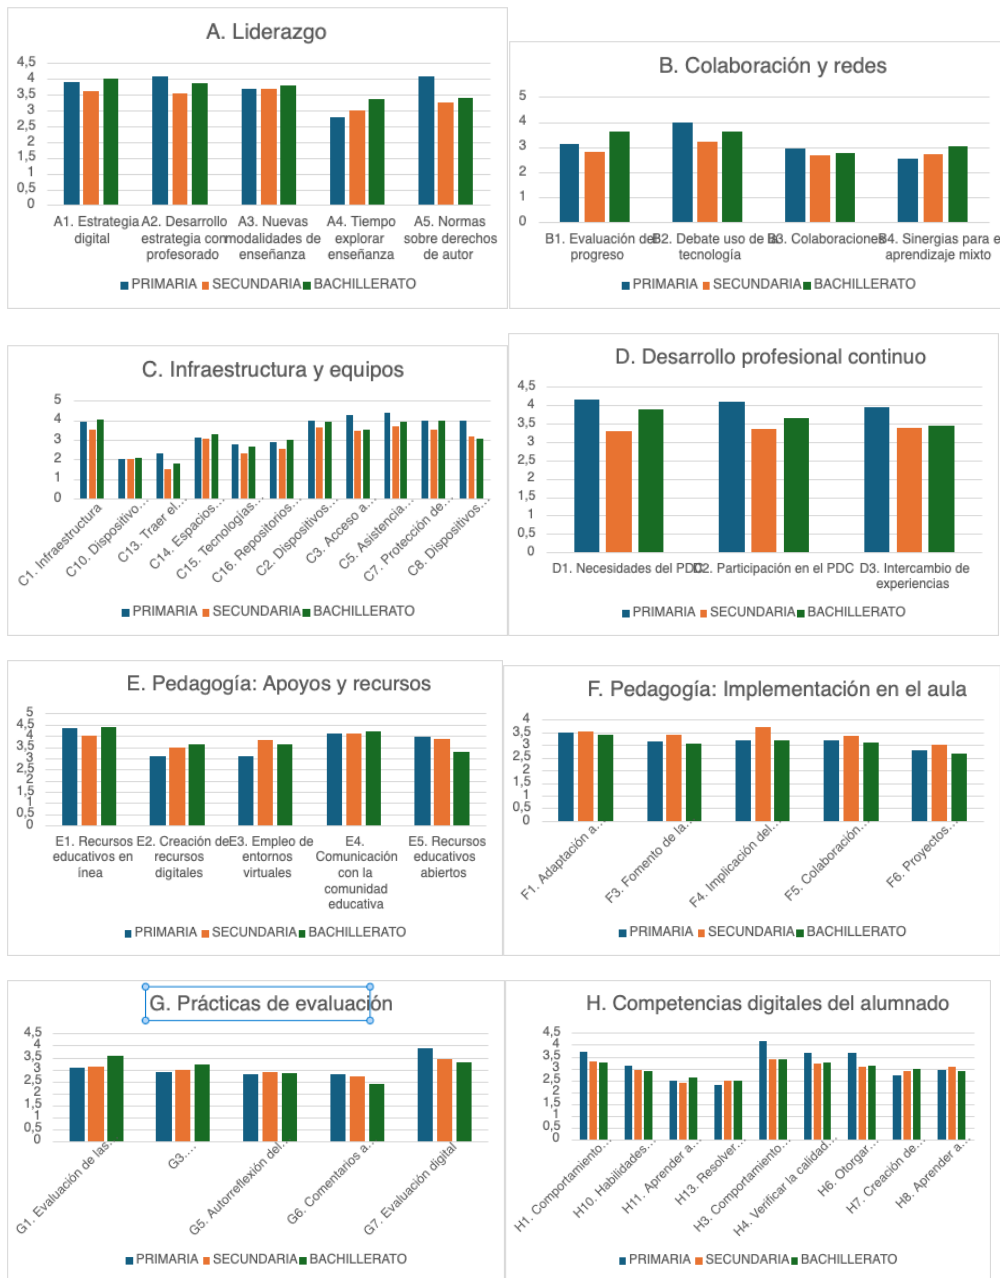 A. Liderazgo
4,5
4
3,5
3
2,5
2
1,5
1
0,5
0
A1. Estrategia digital
A2. Desarrollo estrategia con profesorado
A3. Nuevas modalidades de enseñanza
A4. Tiempo explorar enseñanza
A5. Normas sobre derechos de autor
PRIMARIA SECUNDARIA BACHILLERATO
B. Colaboración y redes
5
4
3
2
1
0
B1. Evaluación del progreso
B2. Debate uso de la tecnología
B3. Colaboraciones
B4. Sinergias para e aprendizaje mixto
PRIMARIA SECUNDARIA BACHILLERATO
C. Infraestructura y equipos
5
4
3
2
1
0
C1. Infraestructura
C10. Dispositivo...
C13. Traer el...
C14. Espacios...
C15. Tecnologías...
C16. Repositorios...
C2. Dispositivos...
C3. Acceso a...
C5. Asistencia...
C7. Protección de...
C8. Dispositivos...
PRIMARIA SECUNDARIA BACHILLERATO
D. Desarrollo profesional continuo
4,5
4
3,5
3
2,5
2
1,5
1
0,5
0
D1. Necesidades del PDC
D2. Participación en el PDC
D3. Intercambio de experiencias
PRIMARIA SECUNDARIA BACHILLERATO
E. Pedagogía: Apoyos y recursos
5
4,5
4
3,5
3
2,5
2
1,5
1
0,5
0
E1. Recursos educativos en ínea
E2. Creación de recursos digitales
E3. Empleo de entornos virtuales
E4. Comunicación con la comunidad educativa
E5. Recursos educativos abiertos
PRIMARIA SECUNDARIA BACHILLERATO
F. Pedagogía: Implementación en el aula
4
3,5
3
2,5
2
1,5
1
0,5
0
F1. Adaptación a...
F3. Fomento de la...
F4. Implicación del...
F5. Colaboración...
F6. Proyectos...
PRIMARIA SECUNDARIA BACHILLERATO
G. Prácticas de evaluación
4,5
4
3,5
3
2,5
2
1,5
1
0,5
0
G1. Evaluación de las...
G3....
G5. Autorreflexión del...
G6. Comentarios a...
G7. Evaluación digital
PRIMARIA SECUNDARIA BACHILLERATO
H. Competencias digitales del alumnado
4,5
4
3,5
3
2,5
2
1,5
1
0,5
0
H1. Comportamiento...
H10. Habilidades...
H11. Aprender a...
H13. Resolver...
H3. Comportamiento...
H4. Verificar la calidad...
H6. Otorgar...
H7. Creación de...
H8. Aprender a...
PRIMARIA SECUNDARIA BACHILLERATO